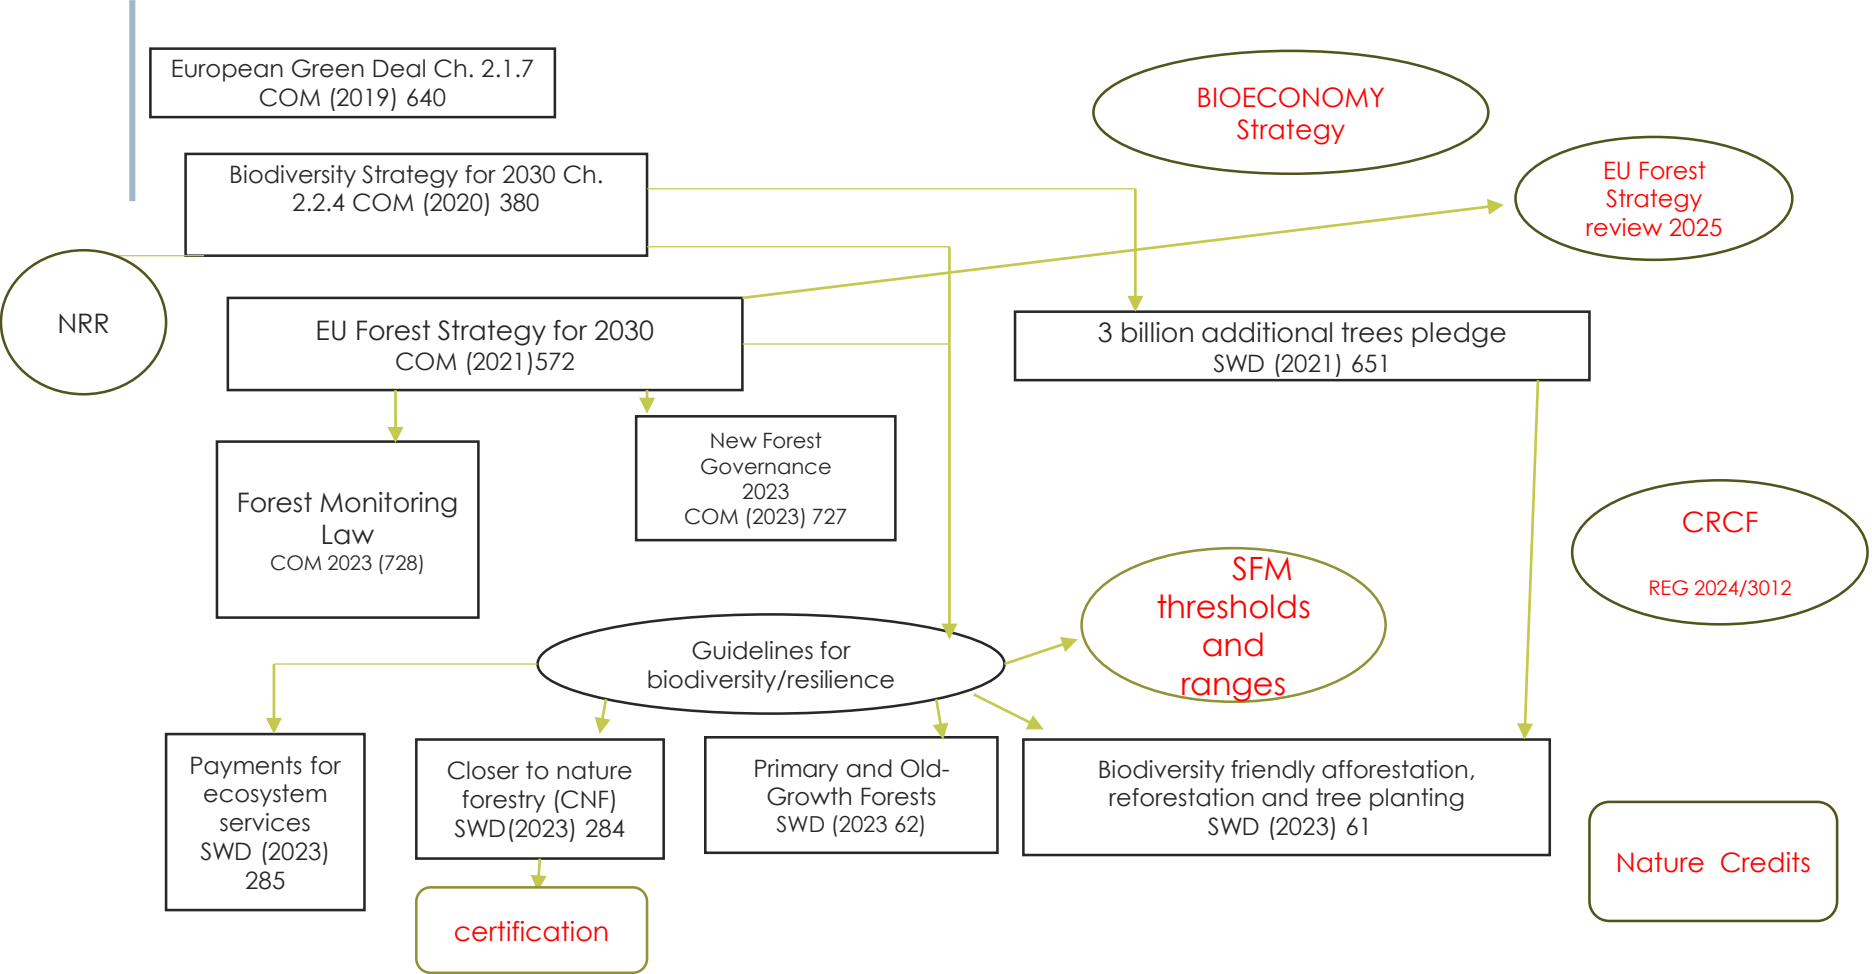 European Green Deal Ch. 2.1.7
COM (2019) 640
BIOECONOMY
Strategy
Biodiversity Strategy for 2030 Ch.
2.2.4 COM (2020) 380
EU Forest
Strategy
review 2025
NRR
EU Forest Strategy for 2030
COM (2021)572
3 billion additional trees pledge
SWD (2021) 651
New Forest
Governance
2023
COM (2023) 727
Forest Monitoring
Law
COM 2023 (728)
CRCF
REG 2024/3012
SFM
thresholds
and
ranges
Guidelines for
biodiversity/resilience
Payments for
ecosystem
services
SWD (2023)
285
Closer to nature
forestry (CNF)
SWD(2023) 284
Primary and Old-
Growth Forests
SWD (2023 62)
Biodiversity friendly afforestation,
reforestation and tree planting
SWD (2023) 61
Nature  Credits
certification